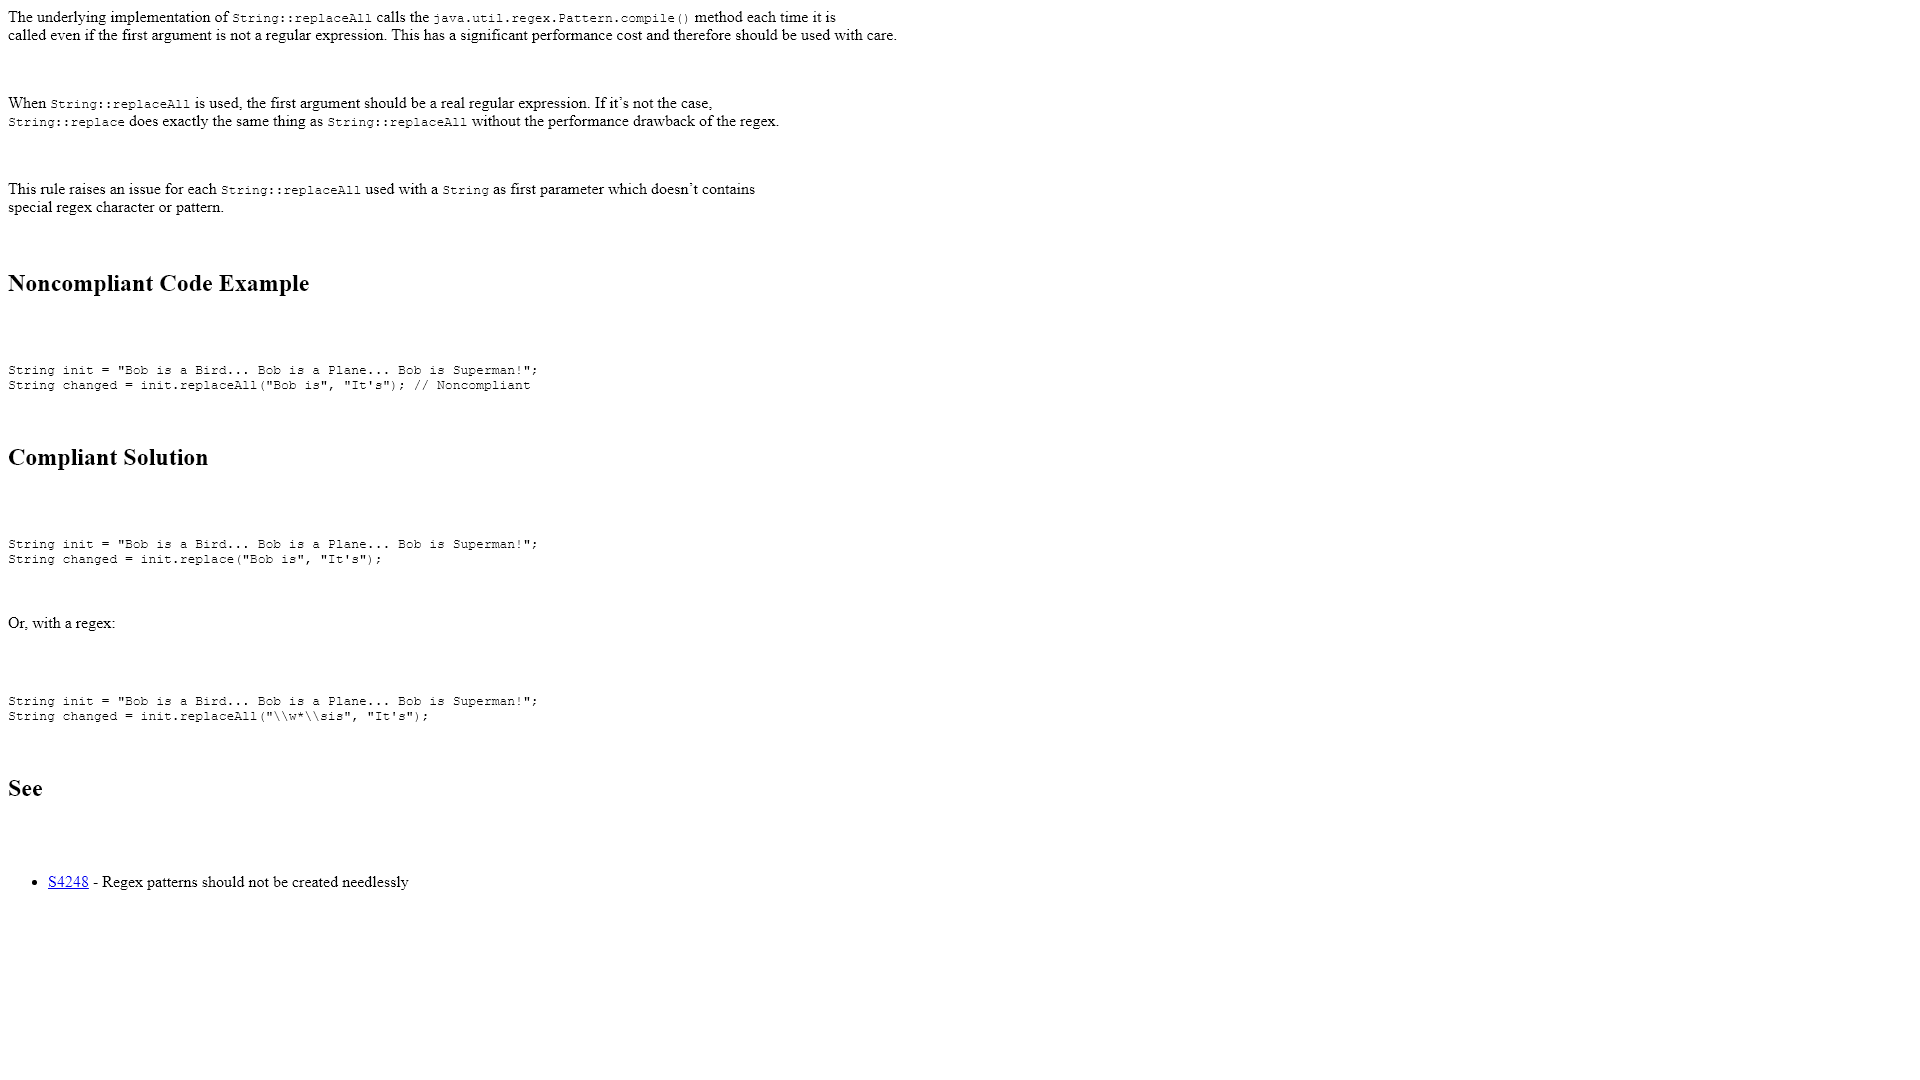 The underlying implementation of String::replaceAll calls the java.util.regex.Pattern.compile() method each time it is
called even if the first argument is not a regular expression. This has a significant performance cost and therefore should be used with care.
When String::replaceAll is used, the first argument should be a real regular expression. If it’s not the case,
String::replace does exactly the same thing as String::replaceAll without the performance drawback of the regex.
This rule raises an issue for each String::replaceAll used with a String as first parameter which doesn’t contains
special regex character or pattern.
Noncompliant Code Example
String init = "Bob is a Bird... Bob is a Plane... Bob is Superman!";
String changed = init.replaceAll("Bob is", "It's"); // Noncompliant
Compliant Solution
String init = "Bob is a Bird... Bob is a Plane... Bob is Superman!";
String changed = init.replace("Bob is", "It's");
Or, with a regex:
String init = "Bob is a Bird... Bob is a Plane... Bob is Superman!";
String changed = init.replaceAll("\\w*\\sis", "It's");
See
• S4248 - Regex patterns should not be created needlessly